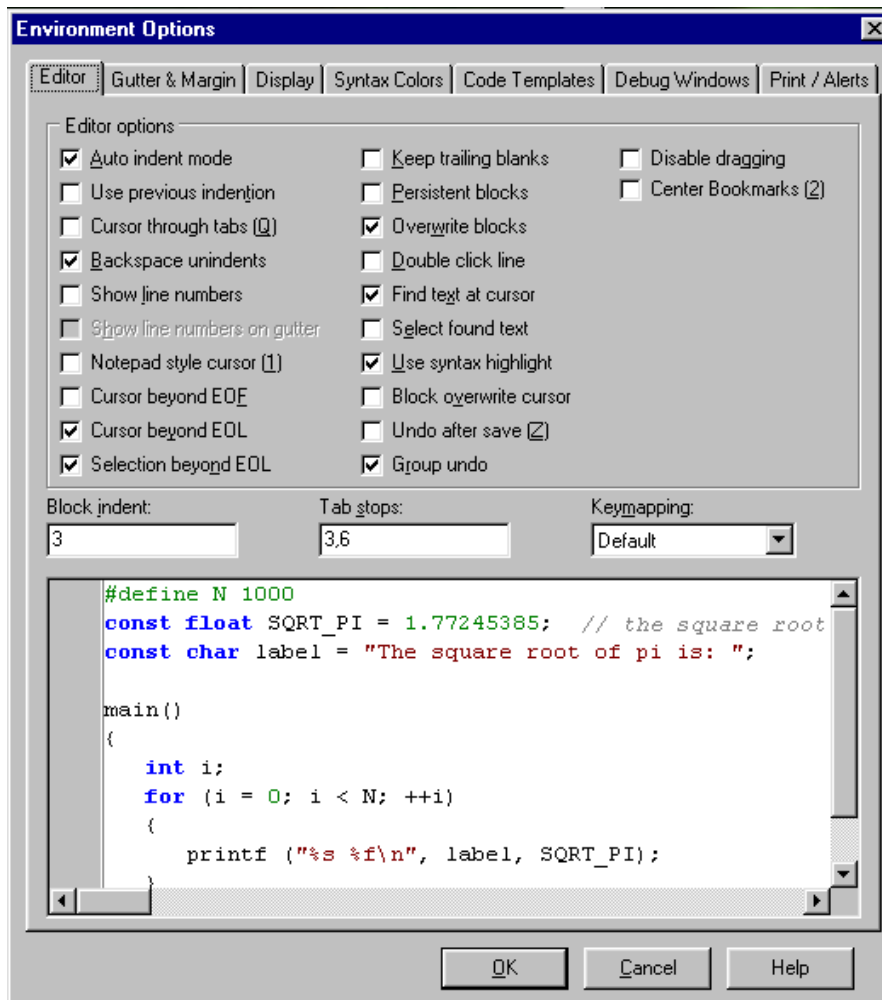 Environment Options
Editor Gutter & Margin Display Syntax Colors Code Templates Debug Windows Print / Alerts
Editor options
Auto indent mode
Use previous indention
Cursor through tabs (Q)
Backspace unindents
Show line numbers
Show line numbers on gutter
Notepad style cursor (1)
Cursor beyond EOF
Cursor beyond EOL
Selection beyond EOL
Keep trailing blanks
Persistent blocks
Overwrite blocks
Double click line
Find text at cursor
Select found text
Use syntax highlight
Block overwrite cursor
Undo after save (Z)
Group undo
Disable dragging
Center Bookmarks (2)
Block indent:
3
Tab stops:
3,6
Keymapping:
Default
#define N 1000
const float SQRT_PI = 1.77245385;  // the square root
const char label = "The square root of pi is: ";
main()
{
int i;
for (i = 0; i < N; ++i)
{
printf ("%s %f\n", label, SQRT_PI);
}
OK Cancel Help